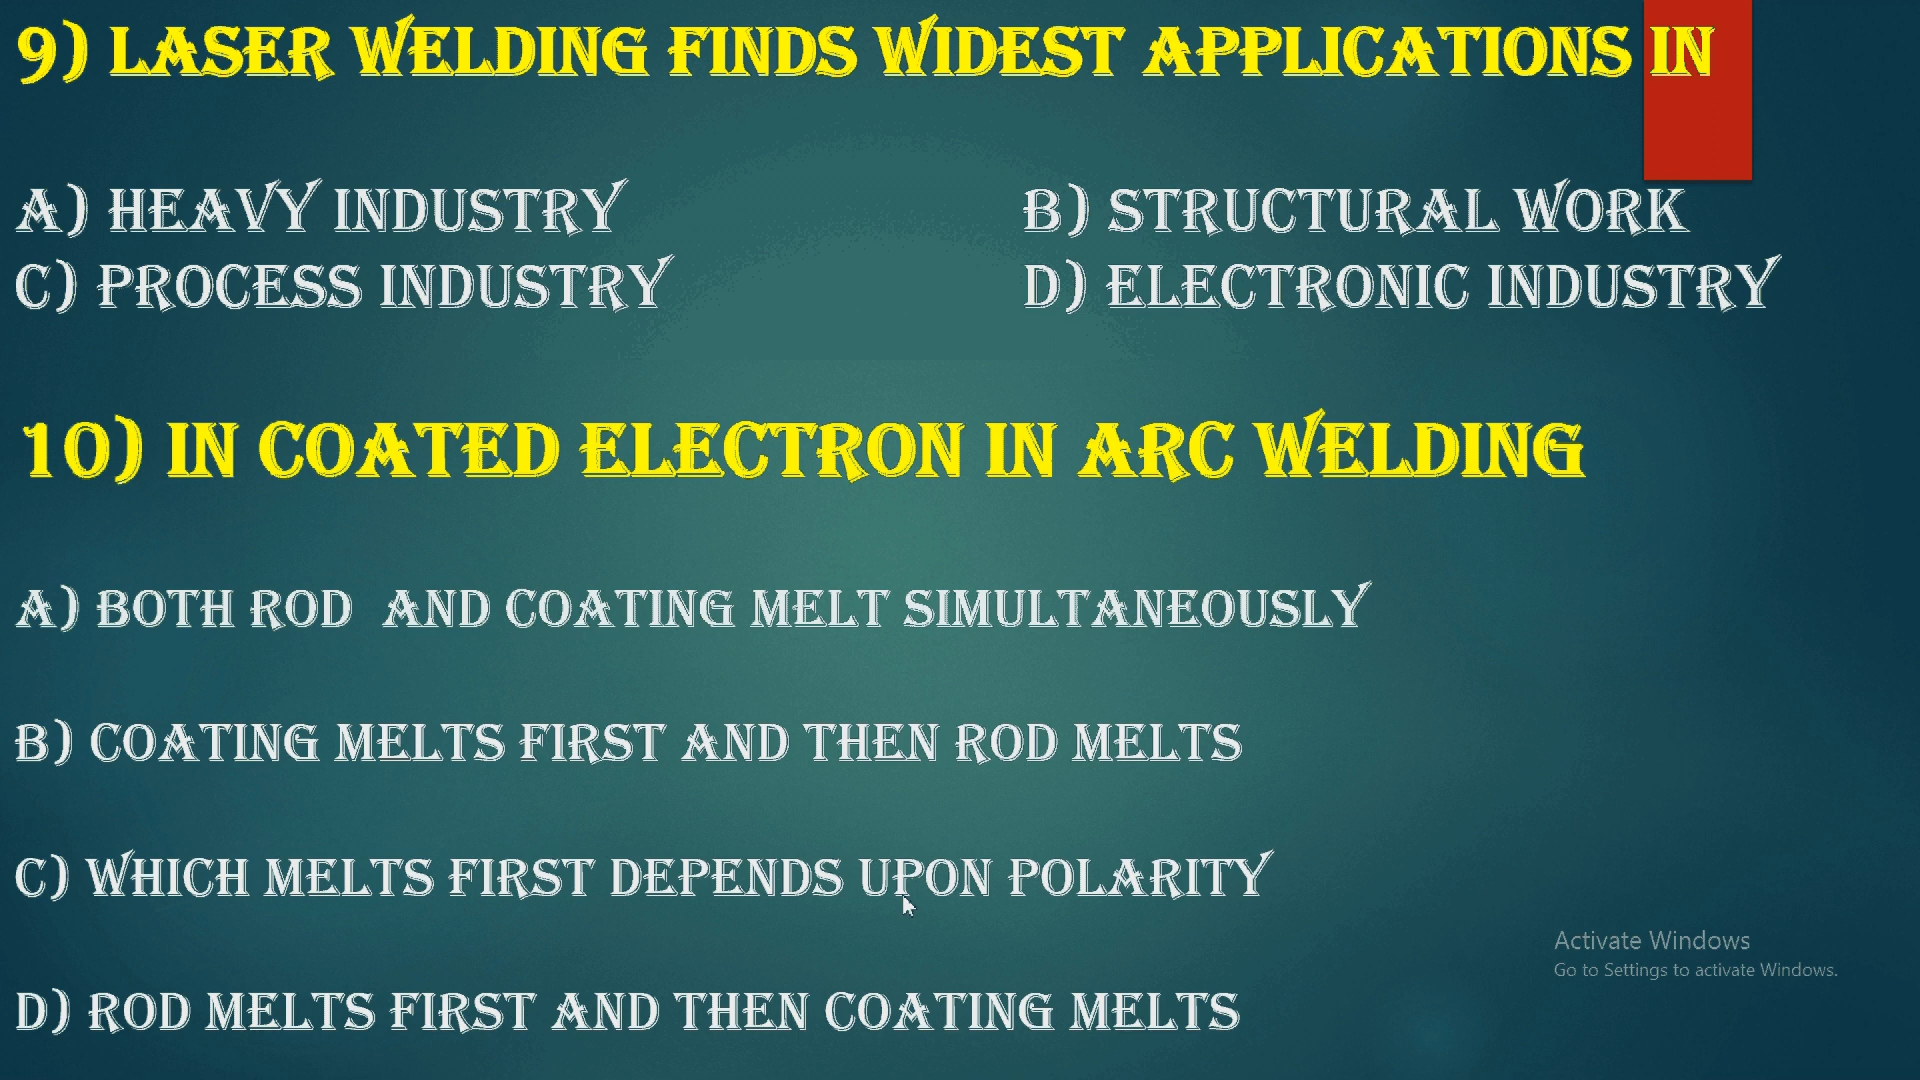 9) LASER WELDING FINDS WIDEST APPLICATIONS IN
A) HEAVY INDUSTRY B) STRUCTURAL WORK
C) PROCESS INDUSTRY D) ELECTRONIC INDUSTRY
10) IN COATED ELECTRON IN ARC WELDING
A) BOTH ROD AND COATING MELT SIMULTANEOUSLY
B) COATING MELTS FIRST AND THEN ROD MELTS
C) WHICH MELTS FIRST DEPENDS UPON POLARITY
Activate Windows
Go to Settings to activate Windows.
D) ROD MELTS FIRST AND THEN COATING MELTS